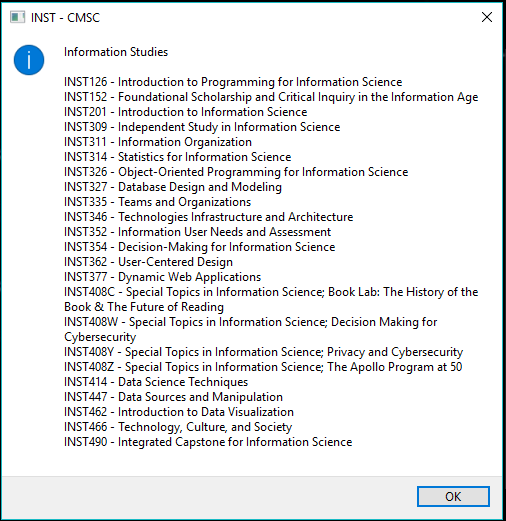 INST - CMSC
Information Studies
INST126 - Introduction to Programming for Information Science
INST152 - Foundational Scholarship and Critical Inquiry in the Information Age
INST201 - Introduction to Information Science
INST309 - Independent Study in Information Science
INST311 - Information Organization
INST314 - Statistics for Information Science
INST326 - Object-Oriented Programming for Information Science
INST327 - Database Design and Modeling
INST335 - Teams and Organizations
INST346 - Technologies Infrastructure and Architecture
INST352 - Information User Needs and Assessment
INST354 - Decision-Making for Information Science
INST362 - User-Centered Design
INST377 - Dynamic Web Applications
INST408C - Special Topics in Information Science; Book Lab: The History of the
Book & The Future of Reading
INST408W - Special Topics in Information Science; Decision Making for
Cybersecurity
INST408Y - Special Topics in Information Science; Privacy and Cybersecurity
INST408Z - Special Topics in Information Science; The Apollo Program at 50
INST414 - Data Science Techniques
INST447 - Data Sources and Manipulation
INST462 - Introduction to Data Visualization
INST466 - Technology, Culture, and Society
INST490 - Integrated Capstone for Information Science
OK